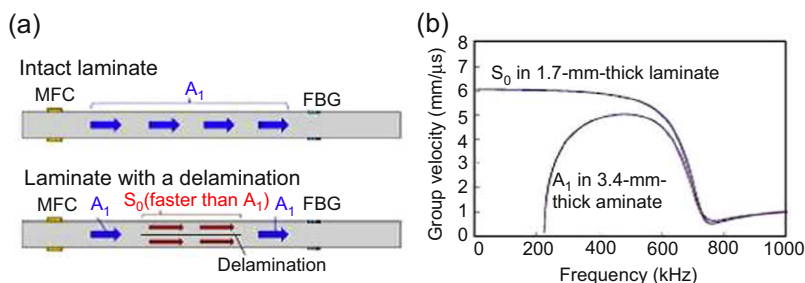 (a)
Intact laminate
A1
MFC
FBG
Laminate with a delamination
S0(faster than A1)
MFC
A1
A1
FBG
Delamination
(b)
Group velocity (mm/μs)
8
7
6
5
4
3
2
1
0
S0 in 1.7-mm-thick laminate
A1 in 3.4-mm-
thick aminate
0
200
400
600
800
1000
Frequency (kHz)